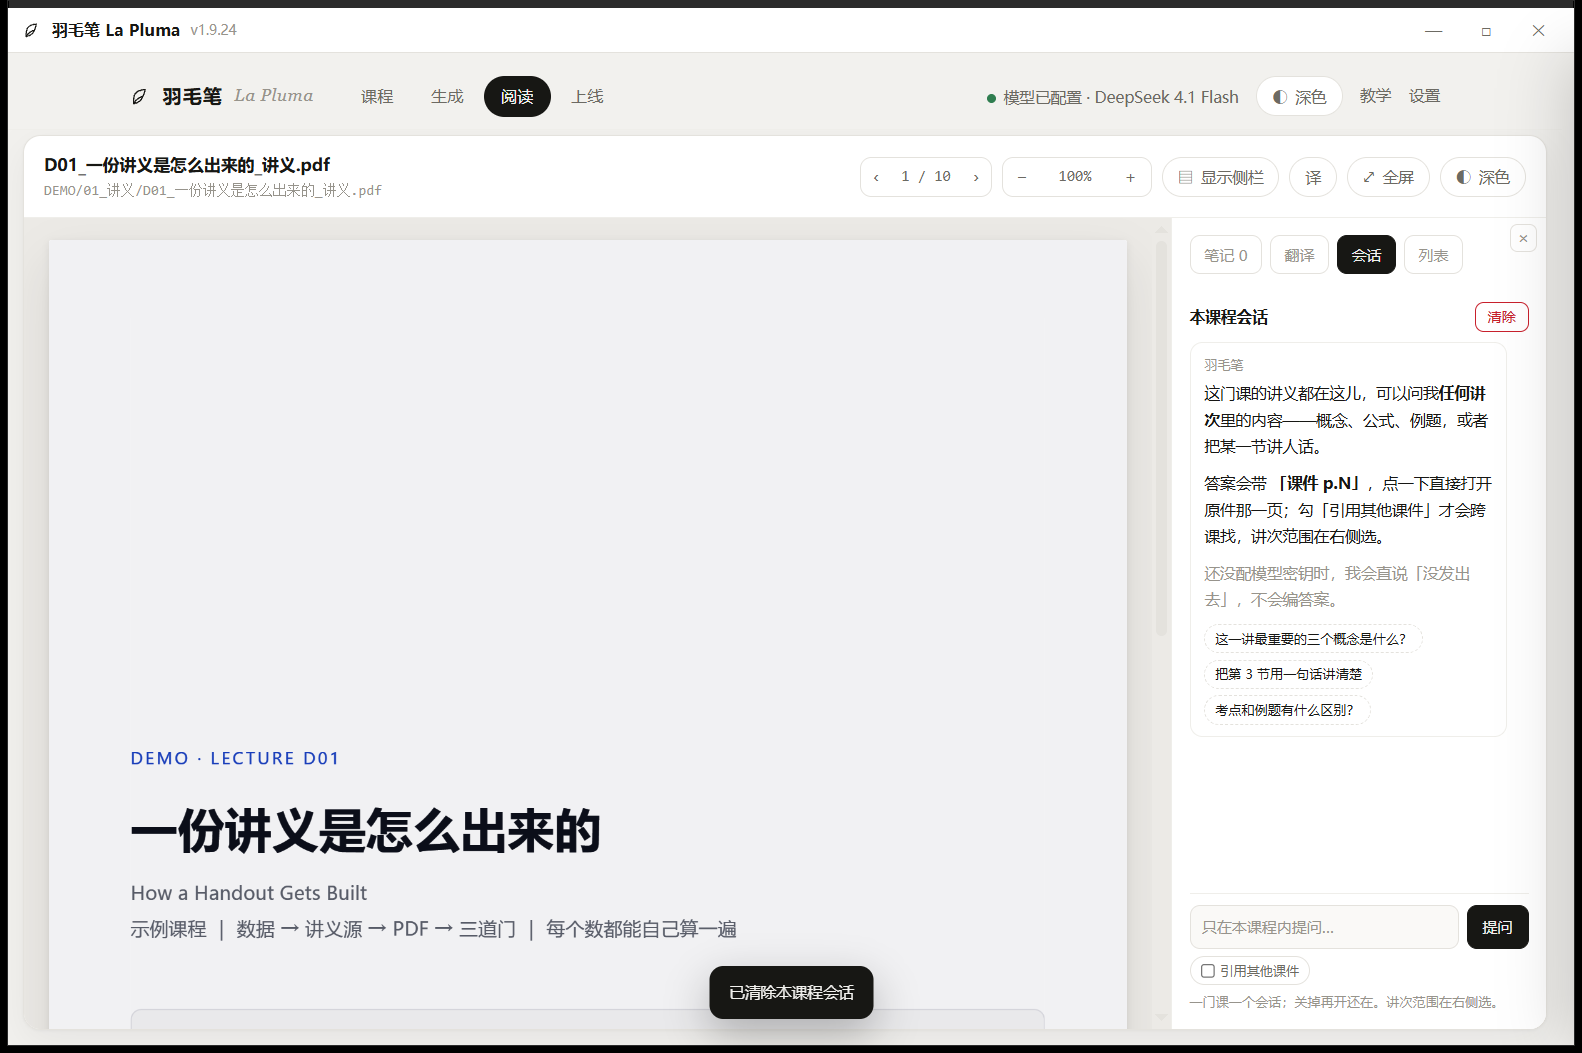 羽毛笔 La Pluma v1.9.24
羽毛笔 La Pluma 课程 生成 阅读 上线 模型已配置 · DeepSeek 4.1 Flash 深色 教学 设置
D01_一份讲义是怎么出来的_讲义.pdf
DEMO/01_讲义/D01_一份讲义是怎么出来的_讲义.pdf
‹ 1 / 10 › − 100% + 显示侧栏 译 全屏 深色
DEMO · LECTURE D01
一份讲义是怎么出来的
How a Handout Gets Built
示例课程 | 数据 → 讲义源 → PDF → 三道门 | 每个数都能自己算一遍
已清除本课程会话
笔记 0 翻译 会话 列表
本课程会话 清除
羽毛笔
这门课的讲义都在这儿，可以问我任何讲
次里的内容——概念、公式、例题，或者
把某一节讲人话。
答案会带「课件 p.N」，点一下直接打开
原件那一页；勾「引用其他课件」才会跨
课找，讲次范围在右侧选。
还没配模型密钥时，我会直说「没发出
去」，不会编答案。
这一讲最重要的三个概念是什么？
把第 3 节用一句话讲清楚
考点和例题有什么区别？
只在本课程内提问... 提问
引用其他课件
一门课一个会话；关掉再开还在。讲次范围在右侧选。